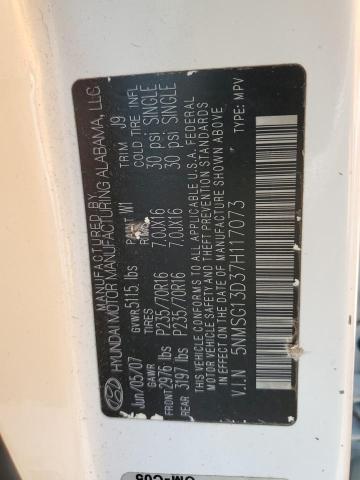 MANUFACTURED BY
HYUNDAI MOTOR MANUFACTURING ALABAMA, LLC.
Jun/05/07 PAINT W1 TRIM J9
GVWR 5115 lbs
GAWR TIRES RIMS COLD TIRE INFL
FRONT 2976 lbs P235/70R16 7.0JX16 30 psi SINGLE
REAR 3197 lbs P235/70R16 7.0JX16 30 psi SINGLE
THIS VEHICLE CONFORMS TO ALL APPLICABLE U.S.A. FEDERAL
MOTOR VEHICLE SAFETY, BUMPER, AND THEFT PREVENTION STANDARDS
IN EFFECT ON THE DATE OF MANUFACTURE SHOWN ABOVE.
V.I.N 5NMSG13D37H117073 TYPE: MPV